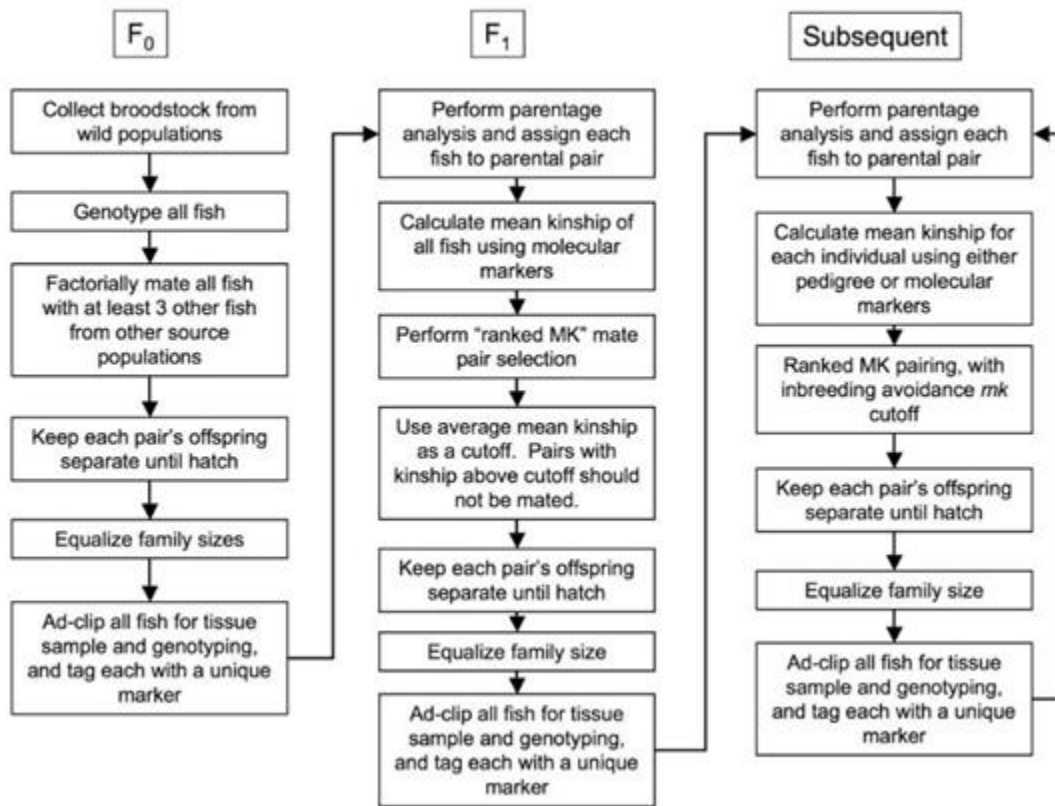 F₀
Collect broodstock from
wild populations
Genotype all fish
Factorially mate all fish
with at least 3 other fish
from other source
populations
Keep each pair's offspring
separate until hatch
Equalize family sizes
Ad-clip all fish for tissue
sample and genotyping,
and tag each with a unique
marker
F₁
Perform parentage
analysis and assign each
fish to parental pair
Calculate mean kinship of
all fish using molecular
markers
Perform “ranked MK” mate
pair selection
Use average mean kinship
as a cutoff. Pairs with
kinship above cutoff should
not be mated.
Keep each pair's offspring
separate until hatch
Equalize family size
Ad-clip all fish for tissue
sample and genotyping,
and tag each with a unique
marker
Subsequent
Perform parentage
analysis and assign each
fish to parental pair
Calculate mean kinship for
each individual using either
pedigree or molecular
markers
Ranked MK pairing, with
inbreeding avoidance mk
cutoff
Keep each pair's offspring
separate until hatch
Equalize family size
Ad-clip all fish for tissue
sample and genotyping,
and tag each with a unique
marker